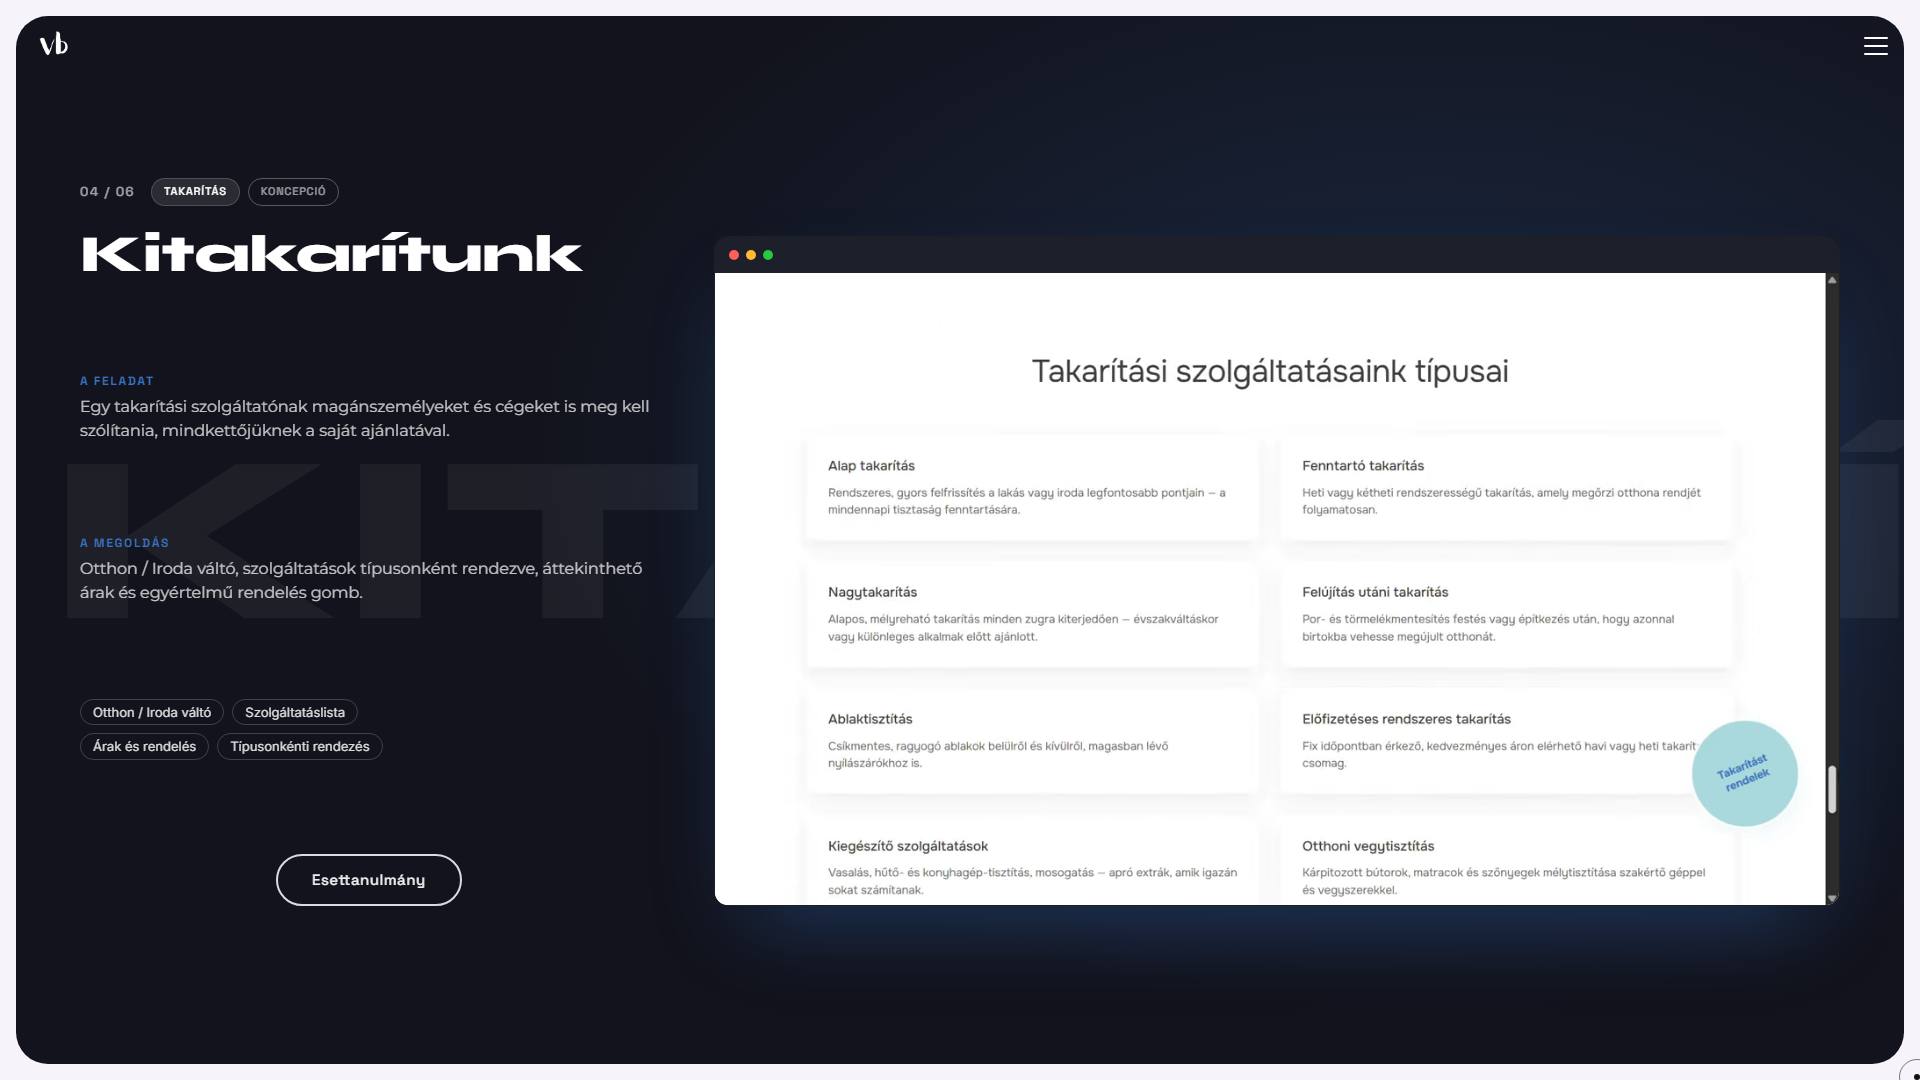 vb
04 / 06
TAKARÍTÁS
KONCEPCIÓ
Kitakarítunk
A FELADAT
Egy takarítási szolgáltatónak magánszemélyeket és cégeket is meg kell
szólítania, mindkettőjüknek a saját ajánlatával.
A MEGOLDÁS
Otthon / Iroda váltó, szolgáltatások típusonként rendezve, áttekinthető
árak és egyértelmű rendelés gomb.
Otthon / Iroda váltó
Szolgáltatáslista
Árak és rendelés
Típusonkénti rendezés
Esettanulmány
Takarítási szolgáltatásaink típusai
Alap takarítás
Rendszeres, gyors felfrissítés a lakás vagy iroda legfontosabb pontjain – a
mindennapi tisztaság fenntartására.
Fenntartó takarítás
Heti vagy kétheti rendszerességű takarítás, amely megőrzi otthona rendjét
folyamatosan.
Nagytakarítás
Alapos, mélyreható takarítás minden zugra kiterjedően – évszakváltáskor
vagy különleges alkalmak előtt ajánlott.
Felújítás utáni takarítás
Por- és törmelékmentesítés festés vagy építkezés után, hogy azonnal
birtokba vehesse megújult otthonát.
Ablaktisztítás
Csíkmentes, ragyogó ablakok belülről és kívülről, magasban lévő
nyílászárókhoz is.
Előfizetéses rendszeres takarítás
Fix időpontban érkező, kedvezményes áron elérhető havi vagy heti takarít
csomag.
Takarítást
rendelek
Kiegészítő szolgáltatások
Vasalás, hűtő- és konyhagép-tisztítás, mosogatás – apró extrák, amik igazán
sokat számítanak.
Otthoni vegytisztítás
Kárpitozott bútorok, matracok és szőnyegek mélytisztítása szakértő géppel
és vegyszerekkel.